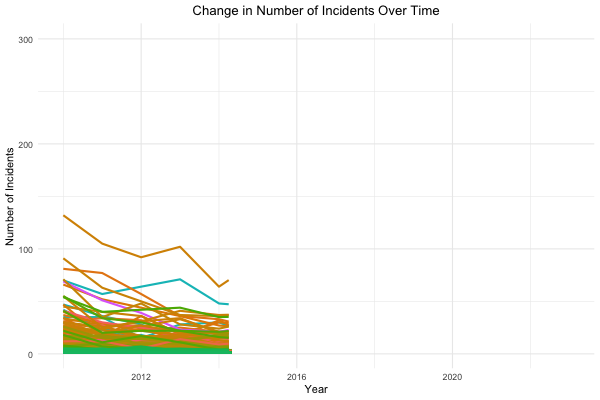 Change in Number of Incidents Over Time
Number of Incidents
300
200
100
0
2012
2016
2020
Year